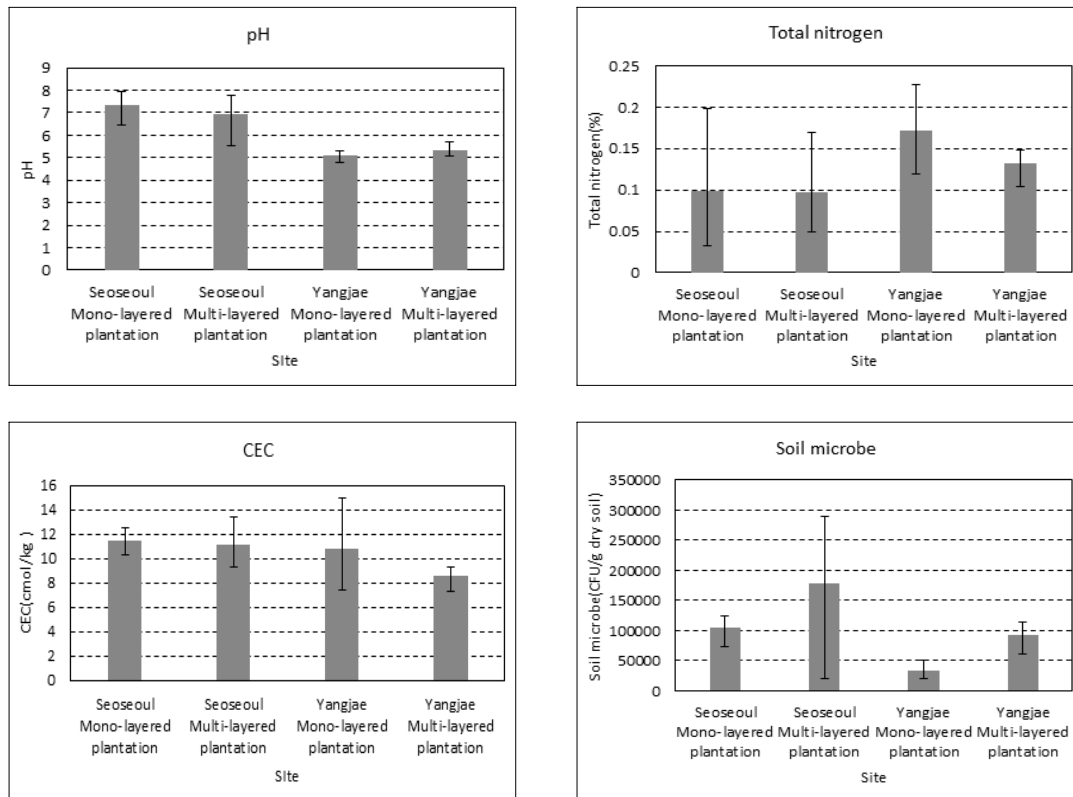 pH
9
8
7
6
5
4
3
2
1
0
pH
Seoseoul Seoseoul Yangjae Yangjae
Mono-layered Multi-layered Mono-layered Multi-layered
plantation plantation plantation plantation
SIte
Total nitrogen
0.25
0.2
0.15
0.1
0.05
0
Total nitrogen(%)
Seoseoul Seoseoul Yangjae Yangjae
Mono-layered Multi-layered Mono-layered Multi-layered
plantation plantation plantation plantation
Site
CEC
16
14
12
10
8
6
4
2
0
CEC(cmol/kg )
Seoseoul Seoseoul Yangjae Yangjae
Mono-layered Multi-layered Mono-layered Multi-layered
plantation plantation plantation plantation
SIte
Soil microbe
350000
300000
250000
200000
150000
100000
50000
0
Soil microbe(CFU/g dry soil)
Seoseoul Seoseoul Yangjae Yangjae
Mono-layered Multi-layered Mono-layered Multi-layered
plantation plantation plantation plantation
Site